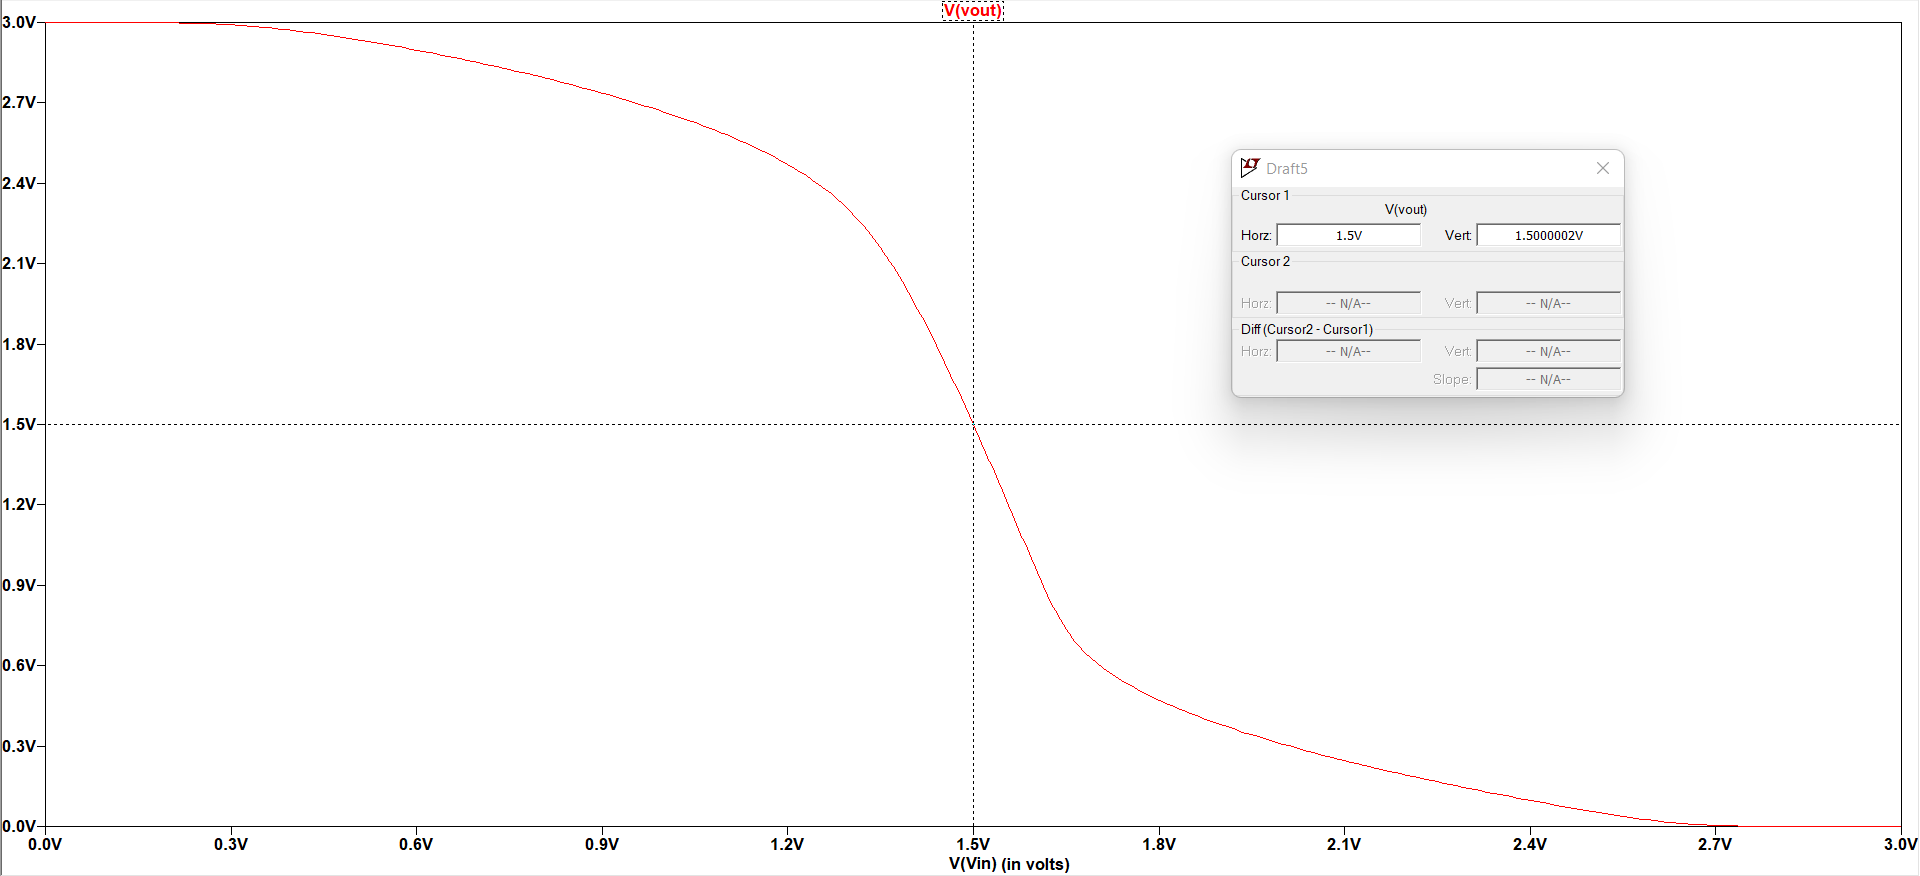 V(vout)
3.0V
2.7V
2.4V
2.1V
1.8V
1.5V
1.2V
0.9V
0.6V
0.3V
0.0V
Draft5
Cursor 1
V(vout)
Horz: 1.5V Vert: 1.5000002V
Cursor 2
Horz: -- N/A-- Vert: -- N/A--
Diff (Cursor2 - Cursor1)
Horz: -- N/A-- Vert: -- N/A--
Slope: -- N/A--
0.0V 0.3V 0.6V 0.9V 1.2V 1.5V 1.8V 2.1V 2.4V 2.7V 3.0V
V(Vin) (in volts)